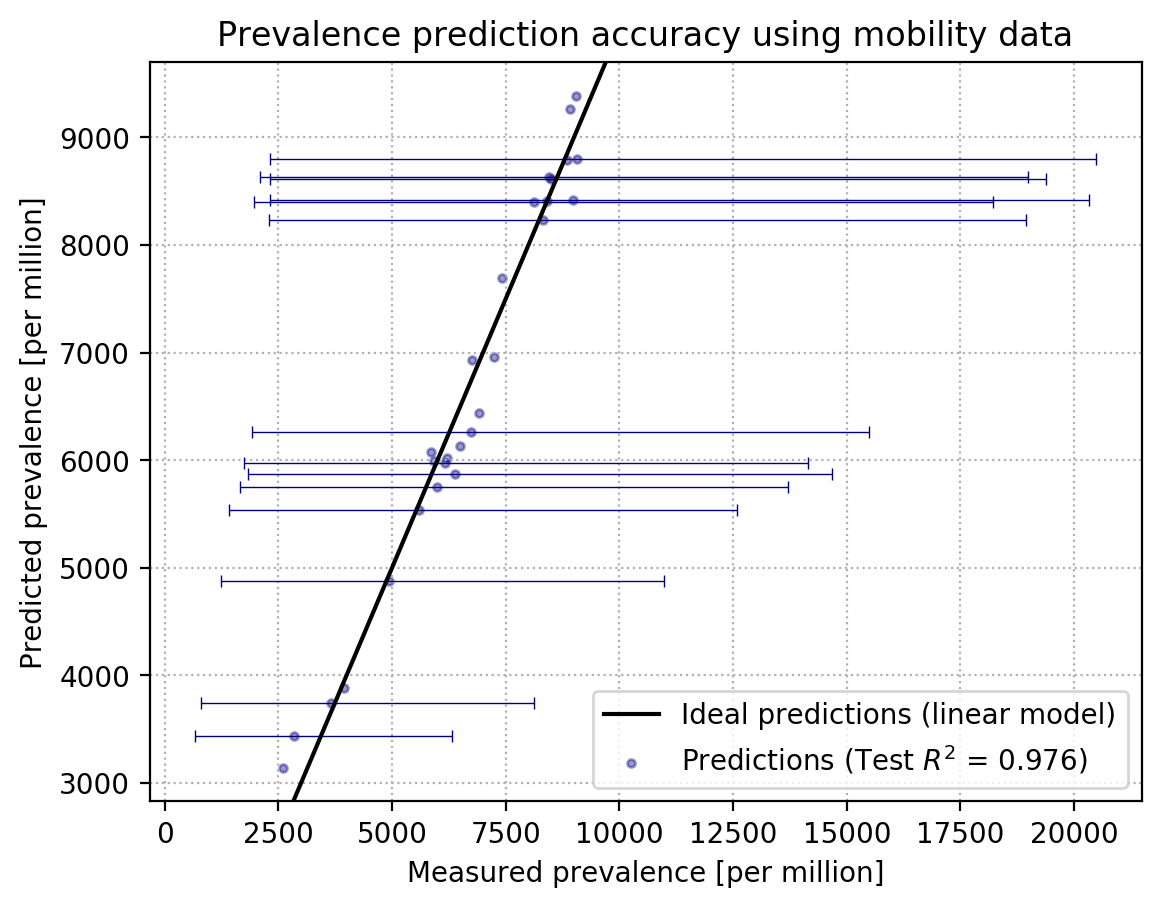 Prevalence prediction accuracy using mobility data
Predicted prevalence [per million]
9000
8000
7000
6000
5000
4000
3000
Ideal predictions (linear model)
Predictions (Test R² = 0.976)
0 2500 5000 7500 10000 12500 15000 17500 20000
Measured prevalence [per million]